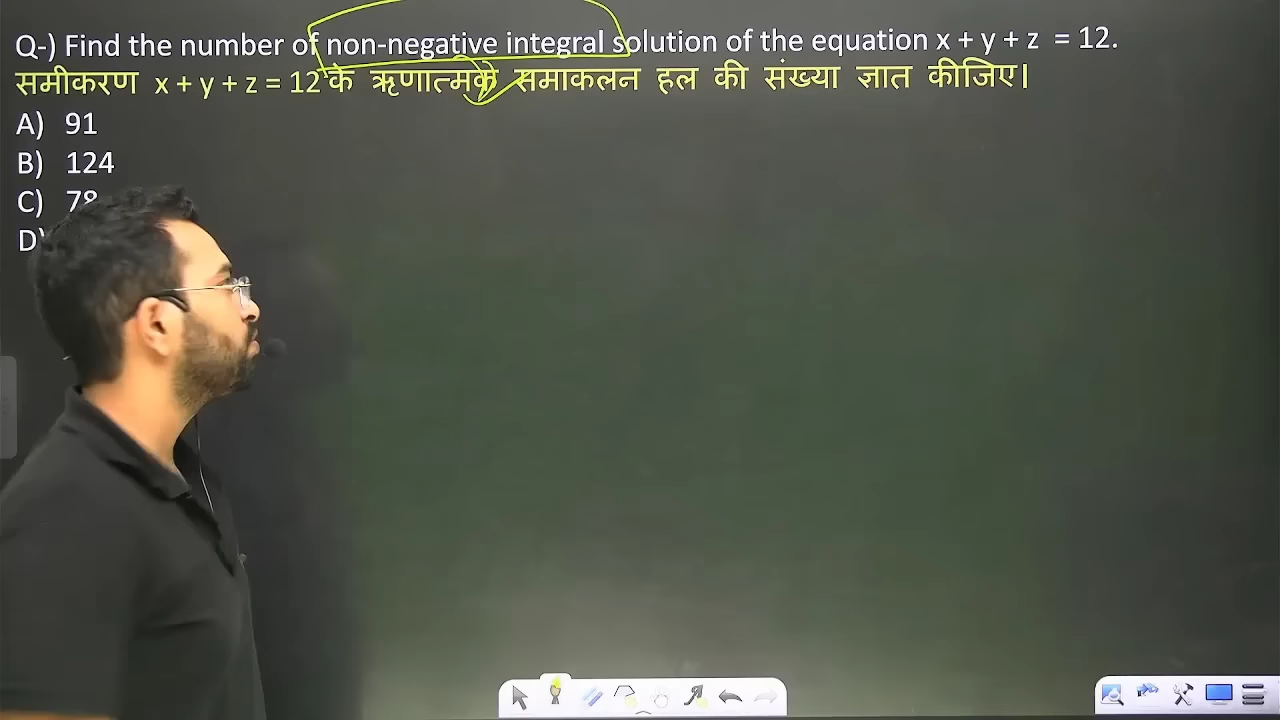 Q-) Find the number of non-negative integral solution of the equation x + y + z = 12.
समीकरण x + y + z = 12 के ऋणात्मक समाकलन हल की संख्या ज्ञात कीजिए।
A) 91
B) 124
C) 78
D)